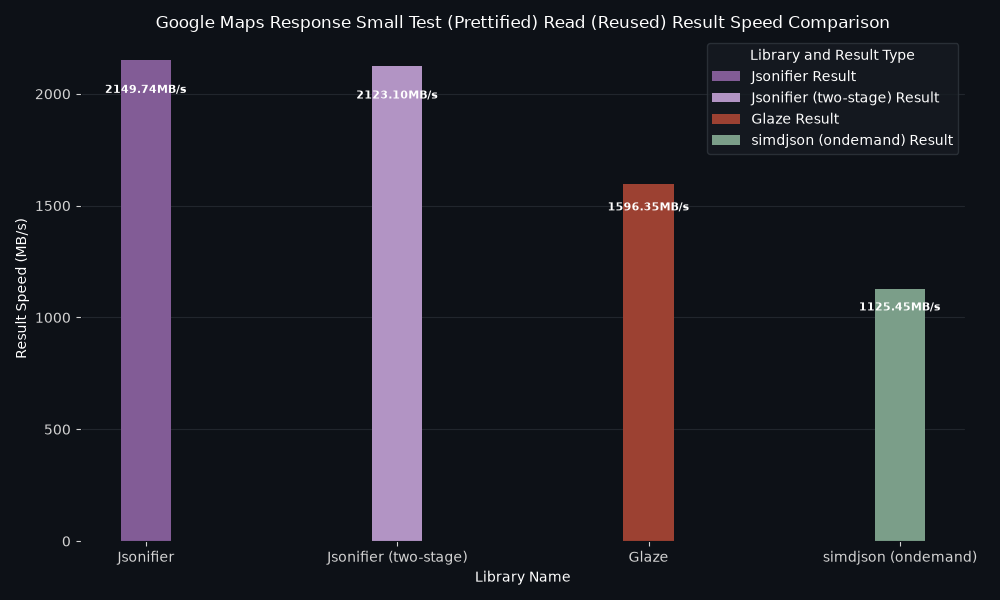 Google Maps Response Small Test (Prettified) Read (Reused) Result Speed Comparison
Library and Result Type
Jsonifier Result
Jsonifier (two-stage) Result
Glaze Result
simdjson (ondemand) Result
2149.74MB/s
2123.10MB/s
1596.35MB/s
1125.45MB/s
Result Speed (MB/s)
2000
1500
1000
500
0
Jsonifier
Jsonifier (two-stage)
Glaze
simdjson (ondemand)
Library Name